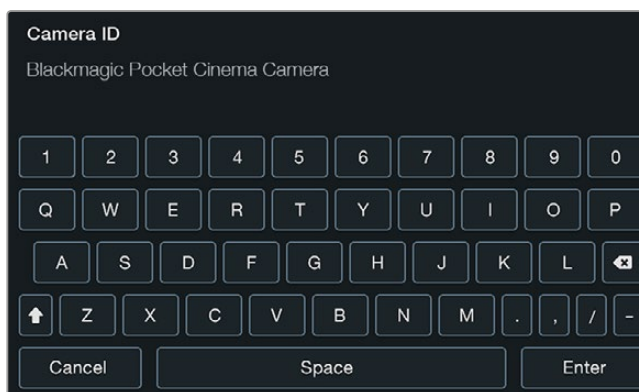 Camera ID
Blackmagic Pocket Cinema Camera
1 2 3 4 5 6 7 8 9 0
Q W E R T Y U I O P
A S D F G H J K L
Z X C V B N M . , / -
Cancel Space Enter